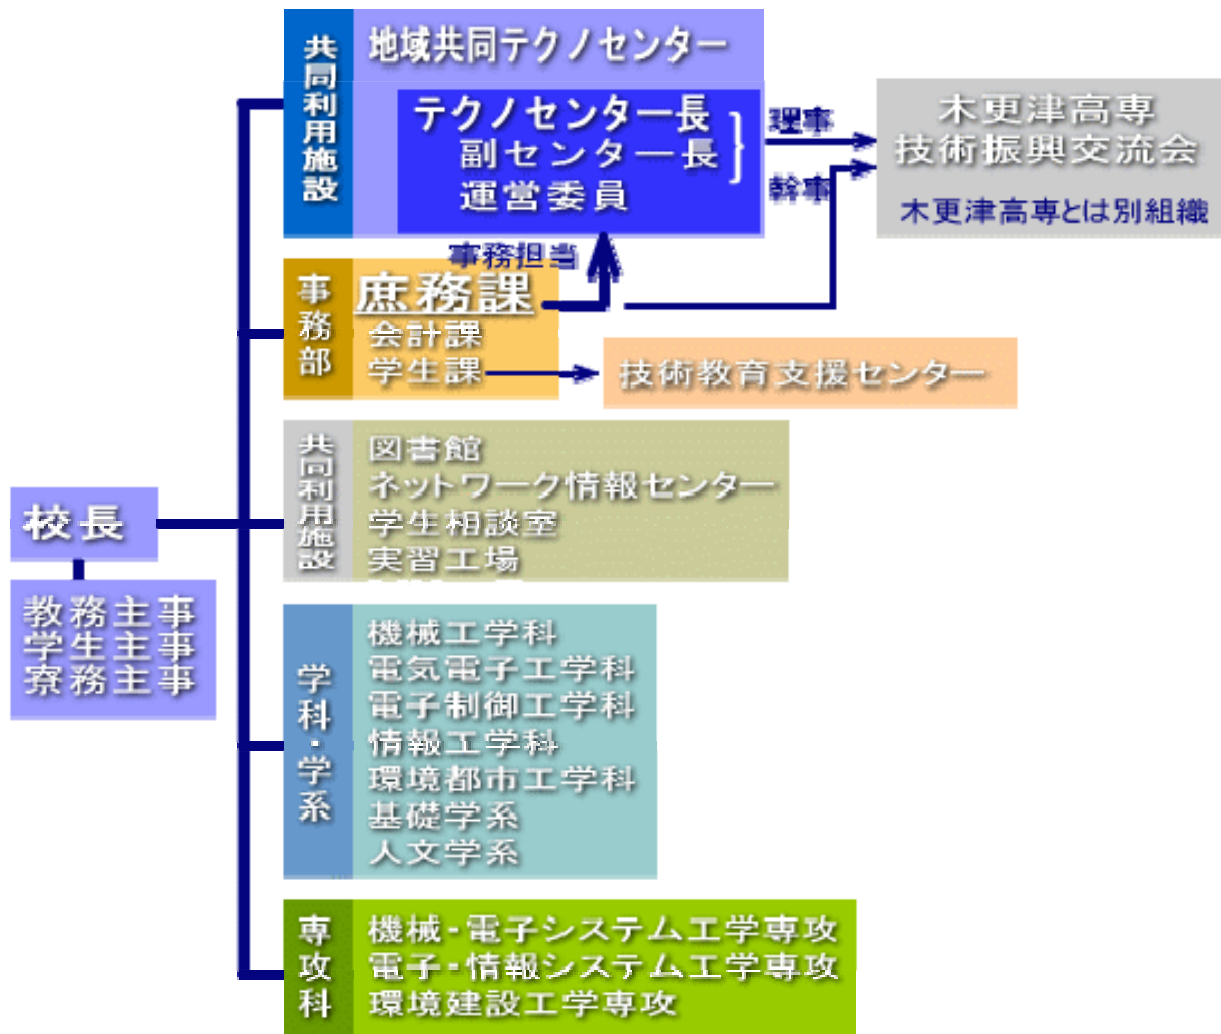 共同利用施設
地域共同テクノセンター
テクノセンター長
副センター長
運営委員
理事
幹事
木更津高専
技術振興交流会
木更津高専とは別組織
事務担当
事務部
庶務課
会計課
学生課
技術教育支援センター
共同利用施設
図書館
ネットワーク情報センター
学生相談室
実習工場
校長
教務主事
学生主事
寮務主事
学科・学系
機械工学科
電気電子工学科
電子制御工学科
情報工学科
環境都市工学科
基礎学系
人文学系
専攻科
機械-電子システム工学専攻
電子-情報システム工学専攻
環境建設工学専攻